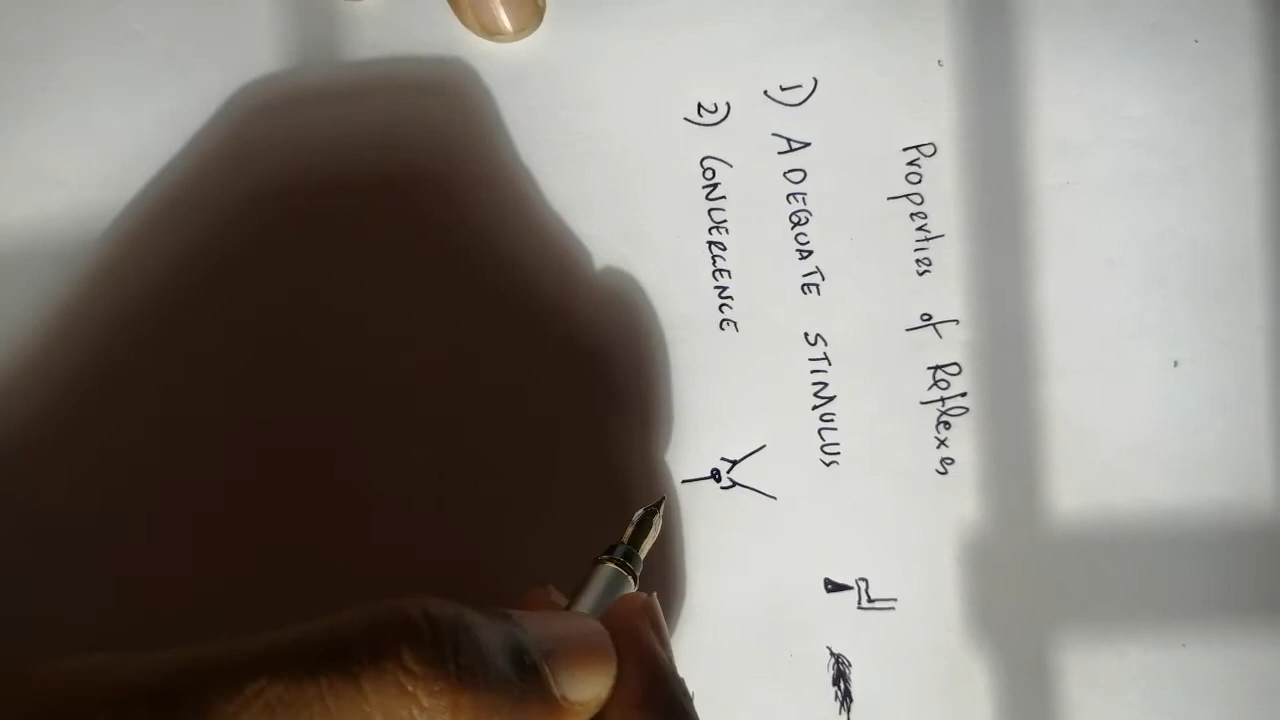 Properties of Reflexes
1) ADEQUATE STIMULUS
2) CONVERGENCE